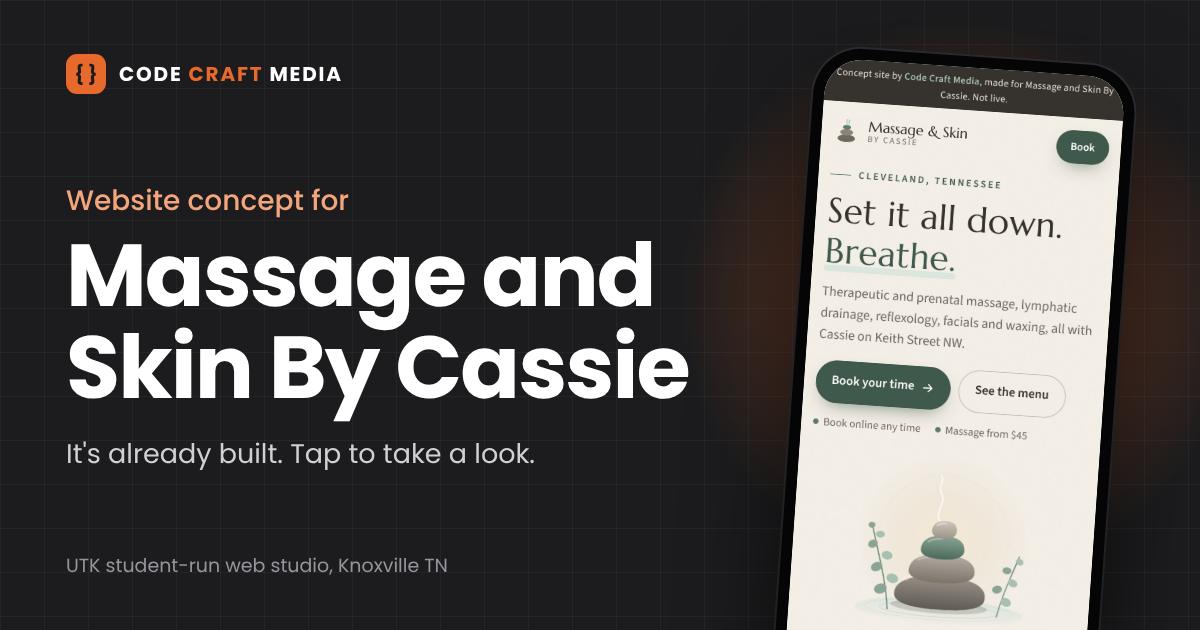 { } CODE CRAFT MEDIA
Website concept for
Massage and
Skin By Cassie
It's already built. Tap to take a look.
UTK student-run web studio, Knoxville TN
Concept site by Code Craft Media, made for Massage and Skin By
Cassie. Not live.
Massage & Skin
BY CASSIE
Book
CLEVELAND, TENNESSEE
Set it all down.
Breathe.
Therapeutic and prenatal massage, lymphatic
drainage, reflexology, facials and waxing, all with
Cassie on Keith Street NW.
Book your time →
See the menu
Book online any time
Massage from $45